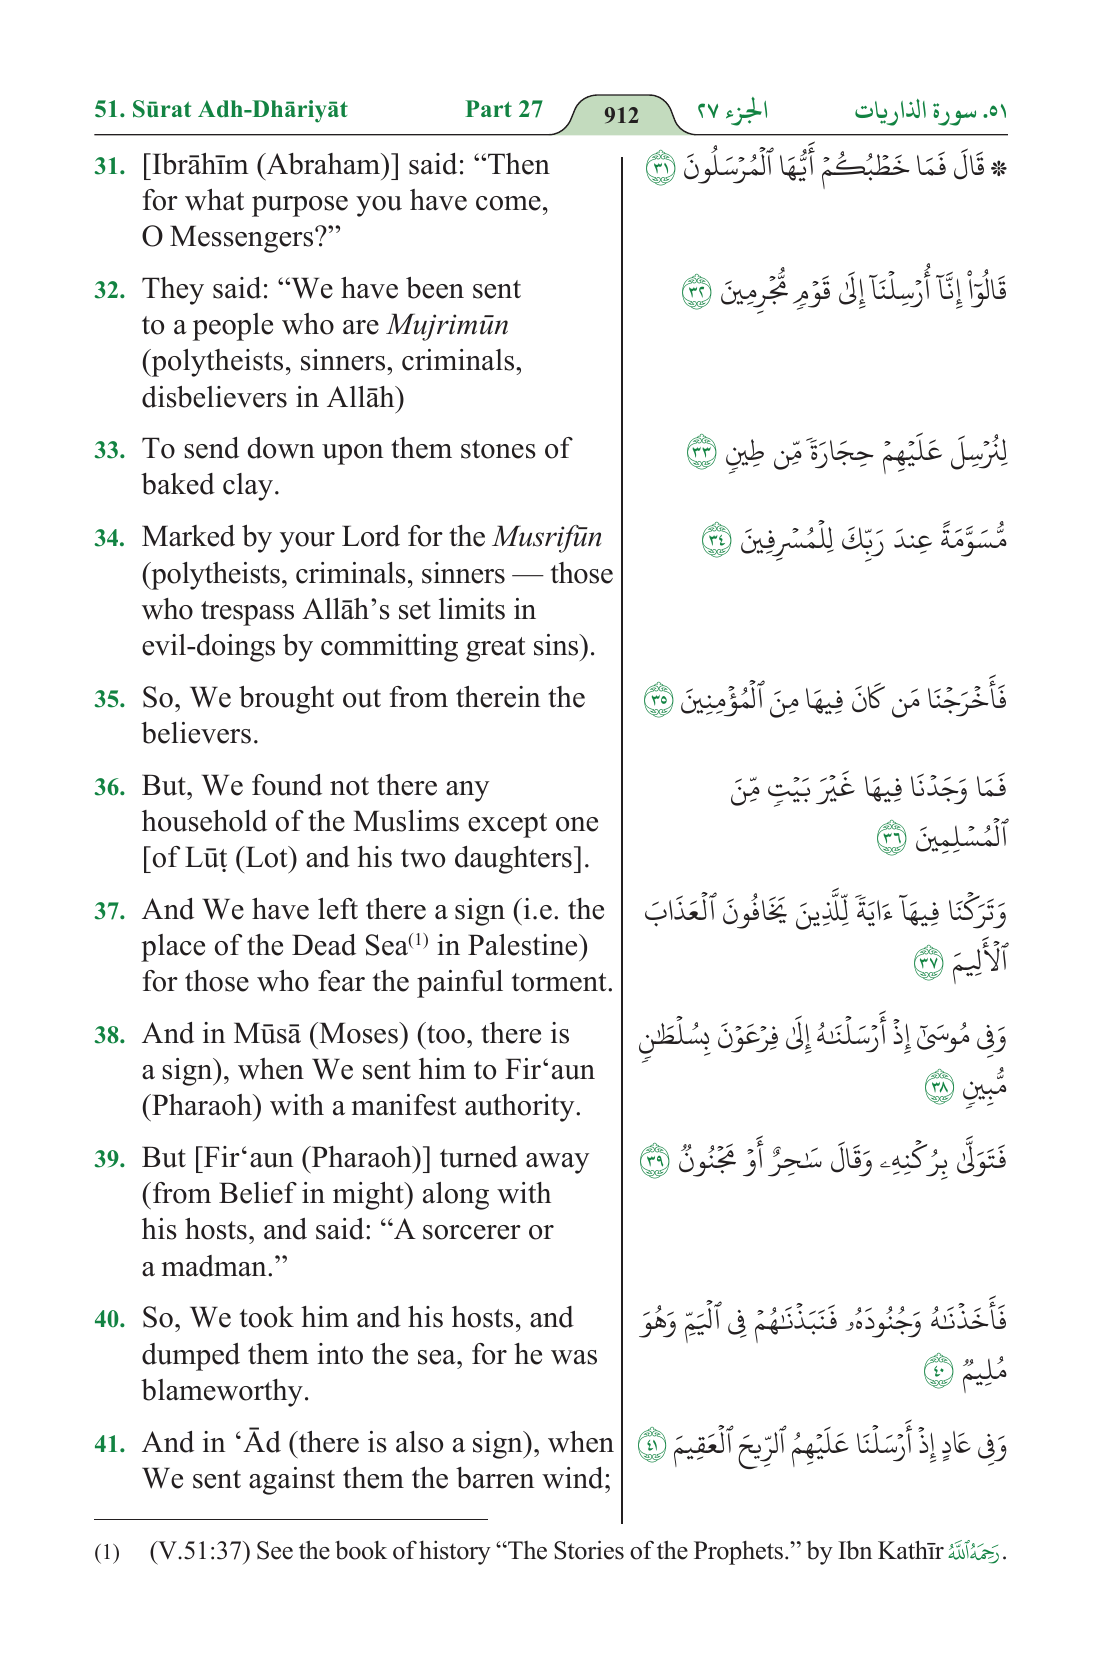 51. Sūrat Adh-Dhāriyāt Part 27 912 الجزء ٢٧ ٥١. سورة الذاريات
31. [Ibrāhīm (Abraham)] said: “Then
for what purpose you have come,
O Messengers?”
۞ قَالَ فَمَا خَطۡبُكُمۡ أَيُّهَا ٱلۡمُرۡسَلُونَ ٣١
32. They said: “We have been sent
to a people who are Mujrimūn
(polytheists, sinners, criminals,
disbelievers in Allāh)
قَالُوٓاْ إِنَّآ أُرۡسِلۡنَآ إِلَىٰ قَوۡمٖ مُّجۡرِمِينَ ٣٢
33. To send down upon them stones of
baked clay.
لِنُرۡسِلَ عَلَيۡهِمۡ حِجَارَةٗ مِّن طِينٖ ٣٣
34. Marked by your Lord for the Musrifūn
(polytheists, criminals, sinners — those
who trespass Allāh’s set limits in
evil-doings by committing great sins).
مُّسَوَّمَةً عِندَ رَبِّكَ لِلۡمُسۡرِفِينَ ٣٤
35. So, We brought out from therein the
believers.
فَأَخۡرَجۡنَا مَن كَانَ فِيهَا مِنَ ٱلۡمُؤۡمِنِينَ ٣٥
36. But, We found not there any
household of the Muslims except one
[of Lūṭ (Lot) and his two daughters].
فَمَا وَجَدۡنَا فِيهَا غَيۡرَ بَيۡتٖ مِّنَ
ٱلۡمُسۡلِمِينَ ٣٦
37. And We have left there a sign (i.e. the
place of the Dead Sea(1) in Palestine)
for those who fear the painful torment.
وَتَرَكۡنَا فِيهَآ ءَايَةٗ لِّلَّذِينَ يَخَافُونَ ٱلۡعَذَابَ
ٱلۡأَلِيمَ ٣٧
38. And in Mūsā (Moses) (too, there is
a sign), when We sent him to Fir‘aun
(Pharaoh) with a manifest authority.
وَفِي مُوسَىٰٓ إِذۡ أَرۡسَلۡنَٰهُ إِلَىٰ فِرۡعَوۡنَ بِسُلۡطَٰنٖ
مُّبِينٖ ٣٨
39. But [Fir‘aun (Pharaoh)] turned away
(from Belief in might) along with
his hosts, and said: “A sorcerer or
a madman.”
فَتَوَلَّىٰ بِرُكۡنِهِۦ وَقَالَ سَٰحِرٌ أَوۡ مَجۡنُونٞ ٣٩
40. So, We took him and his hosts, and
dumped them into the sea, for he was
blameworthy.
فَأَخَذۡنَٰهُ وَجُنُودَهُۥ فَنَبَذۡنَٰهُمۡ فِي ٱلۡيَمِّ وَهُوَ
مُلِيمٞ ٤٠
41. And in ‘Ād (there is also a sign), when
We sent against them the barren wind;
وَفِي عَادٍ إِذۡ أَرۡسَلۡنَا عَلَيۡهِمُ ٱلرِّيحَ ٱلۡعَقِيمَ ٤١
(1) (V.51:37) See the book of history “The Stories of the Prophets.” by Ibn Kathīr رَحِمَهُ ٱللَّهُ.